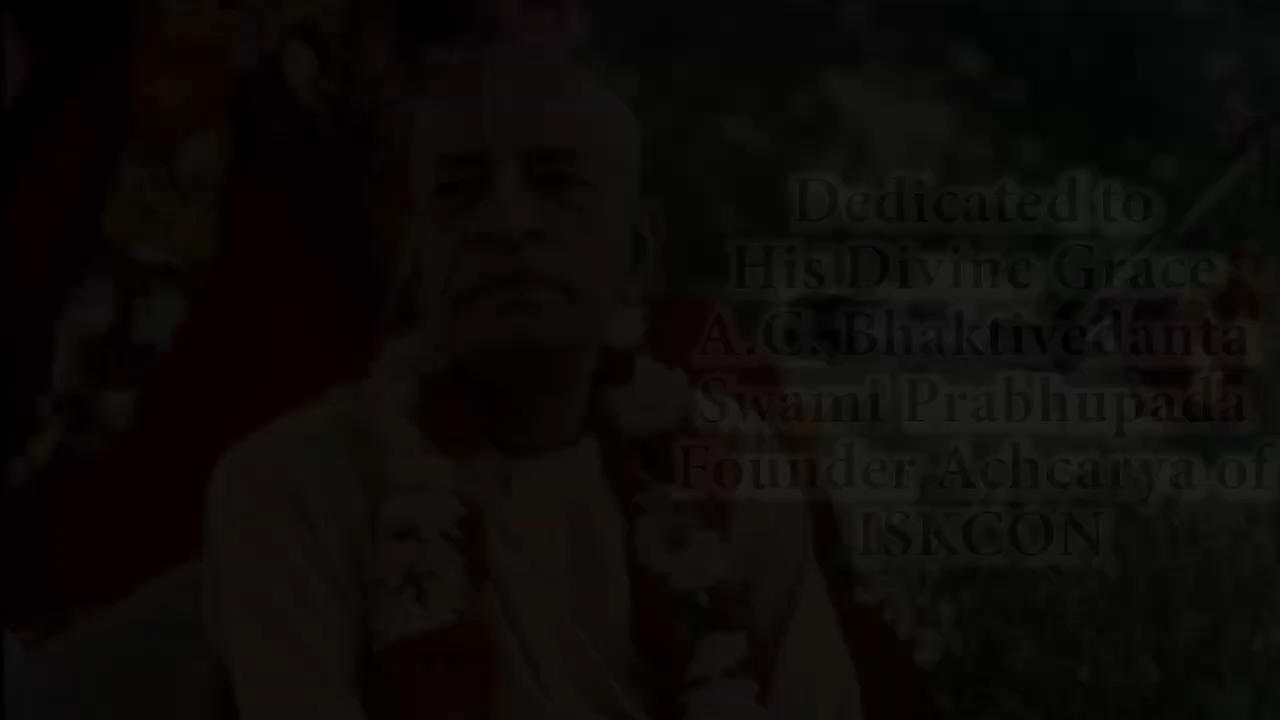 Dedicated to
His Divine Grace
A.C. Bhaktivedanta
Swami Prabhupada
Founder Achcarya of
ISKCON